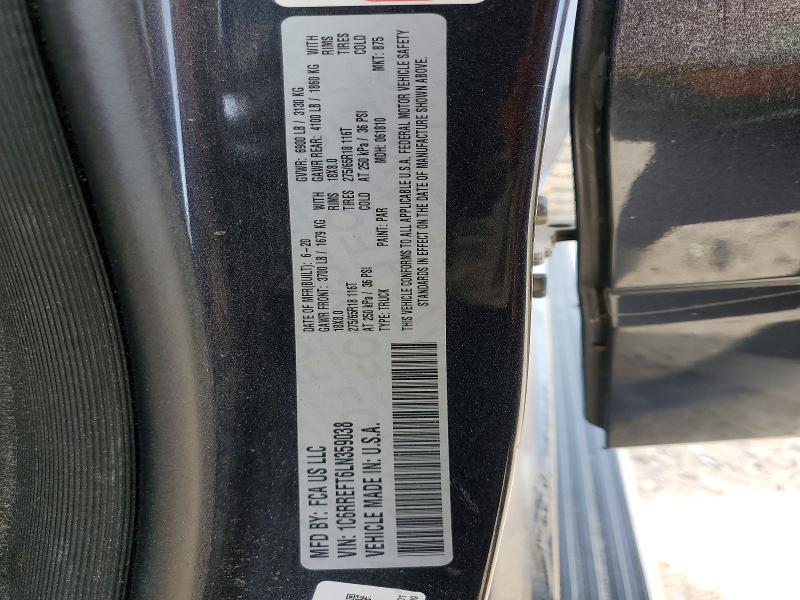 MFD BY: FCA US LLC
VIN: 1C6RREFT6LN359038
VEHICLE MADE IN: U.S.A.
DATE OF MFR(BUILT): 6-20
GAWR FRONT: 3700 LB / 1679 KG WITH
18X8.0 RIMS
275/65R18 116T TIRES
AT 250 kPa / 36 PSI COLD
TYPE: TRUCK PAINT: PAR
GVWR: 6900 LB / 3130 KG
GAWR REAR: 4100 LB / 1860 KG WITH
18X8.0 RIMS
275/65R18 116T TIRES
AT 250 kPa / 36 PSI COLD
MDH: 061810 MKT: 875
THIS VEHICLE CONFORMS TO ALL APPLICABLE U.S.A. FEDERAL MOTOR VEHICLE SAFETY
STANDARDS IN EFFECT ON THE DATE OF MANUFACTURE SHOWN ABOVE.